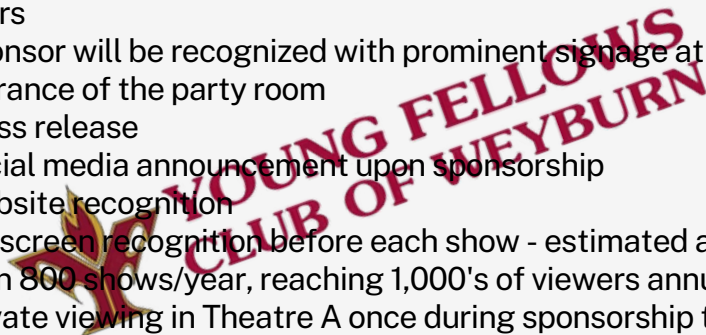 rs
nsor will be recognized with prominent signage at
rance of the party room
ss release
cial media announcement upon sponsorship
bsite recognition
screen recognition before each show - estimated a
n 800 shows/year, reaching 1,000's of viewers annu
vate viewing in Theatre A once during sponsorship t
YOUNG FELLOWS
CLUB OF WEYBURN